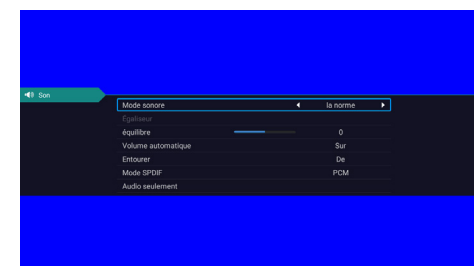 Son
Mode sonore la norme
Égaliseur
équilibre 0
Volume automatique Sur
Entourer De
Mode SPDIF PCM
Audio seulement